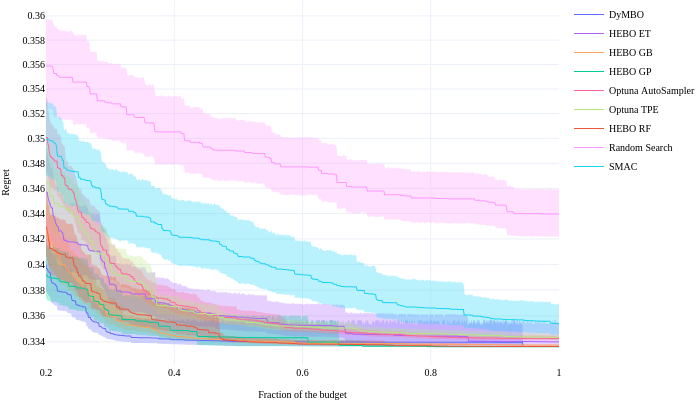 0.36
0.358
0.356
0.354
0.352
0.35
0.348
0.346
0.344
0.342
0.34
0.338
0.336
0.334
Regret
0.2 0.4 0.6 0.8 1
Fraction of the budget
DyMBO
HEBO ET
HEBO GB
HEBO GP
Optuna AutoSampler
Optuna TPE
HEBO RF
Random Search
SMAC